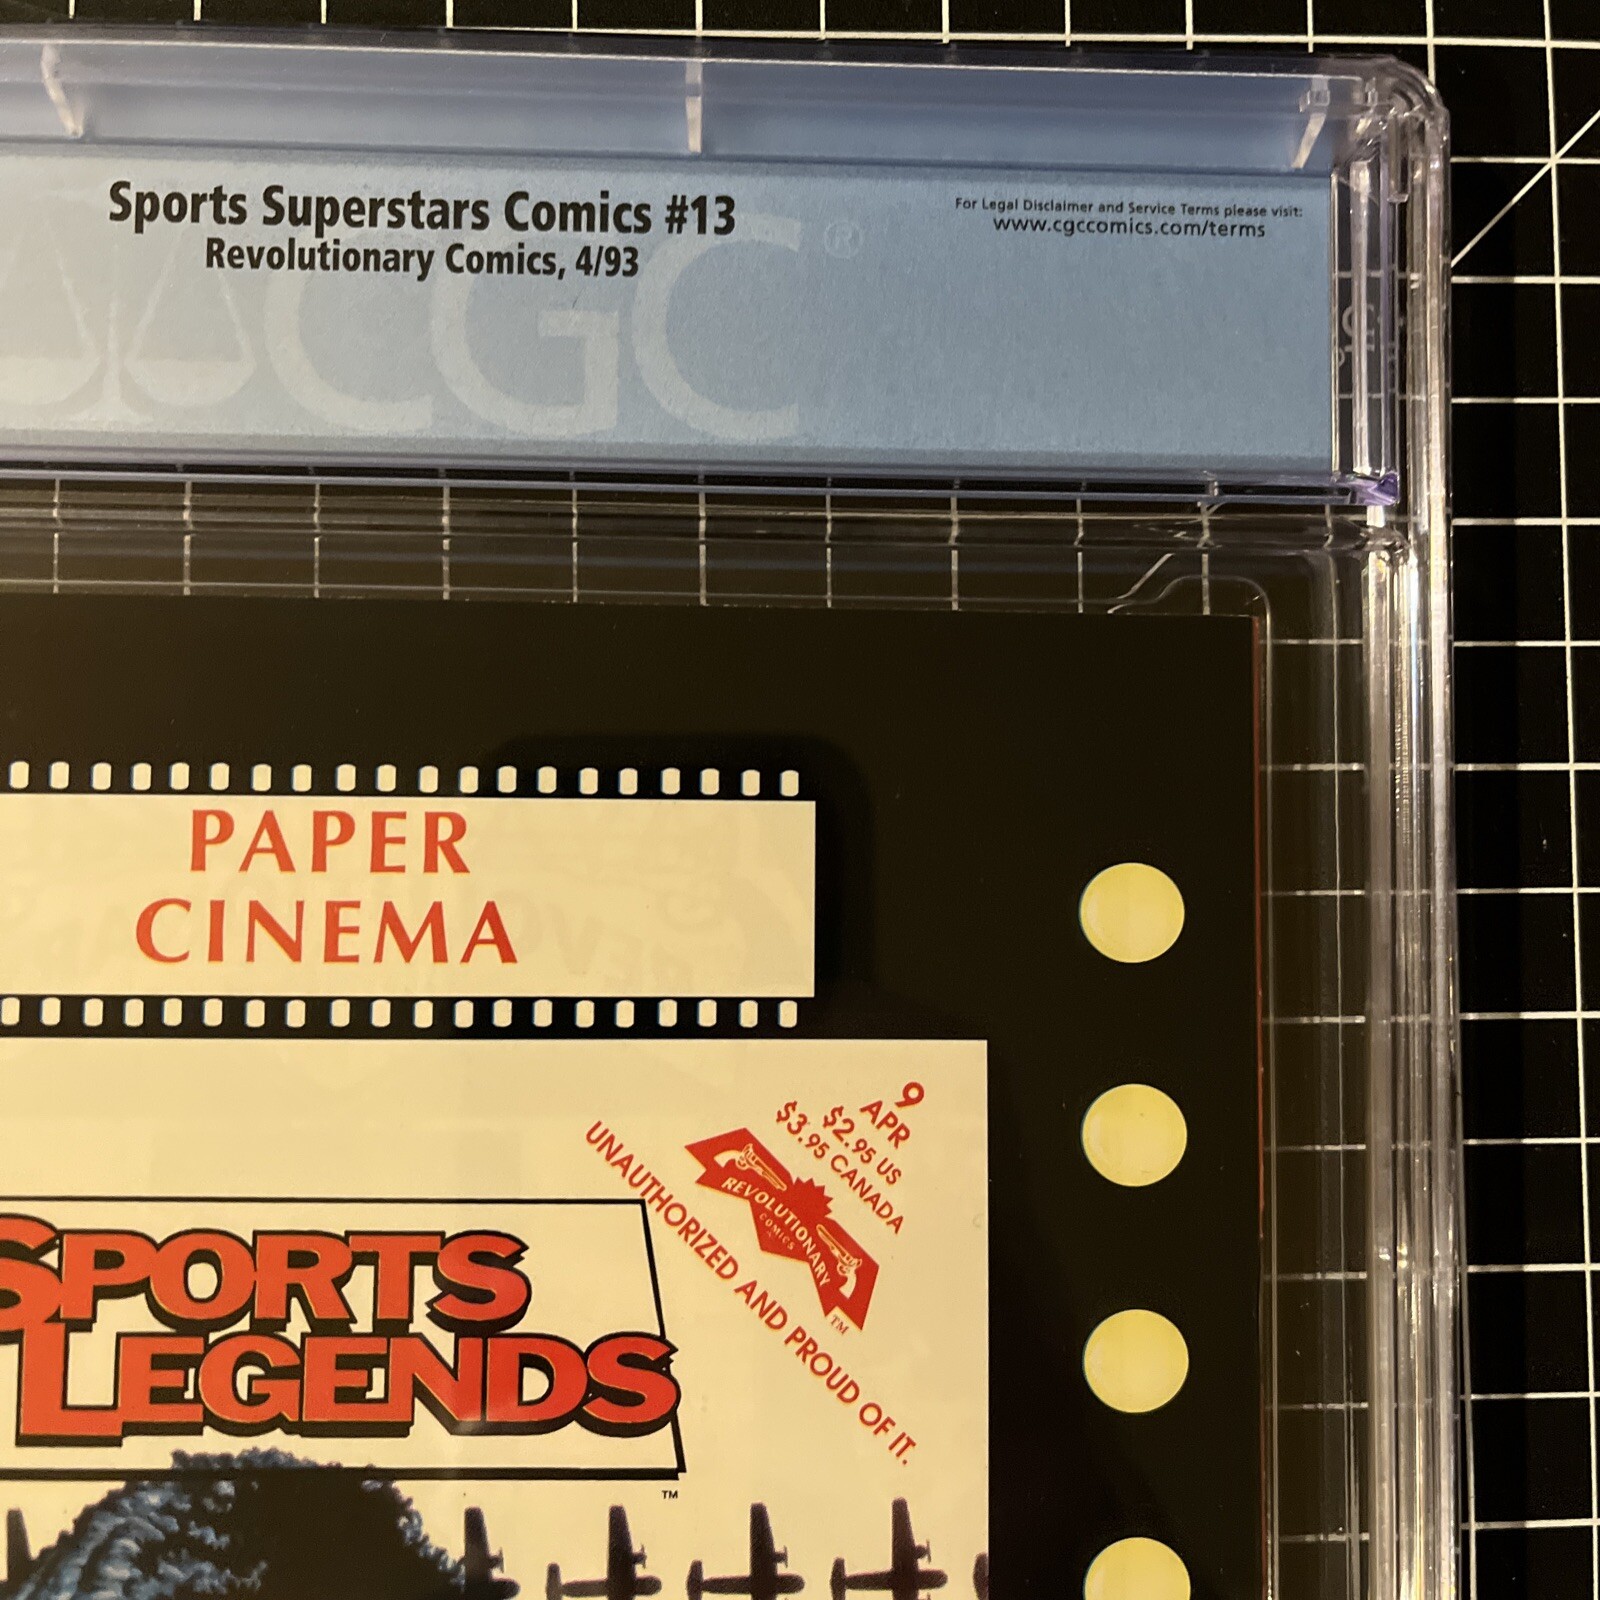 Sports Superstars Comics #13
Revolutionary Comics, 4/93
For Legal Disclaimer and Service Terms please visit:
www.cgccomics.com/terms
CGC®
PAPER
CINEMA
9
APR
$2.95 US
$3.95 CANADA
REVOLUTIONARY
COMICS
TM
UNAUTHORIZED AND PROUD OF IT.
SPORTS
LEGENDS
TM